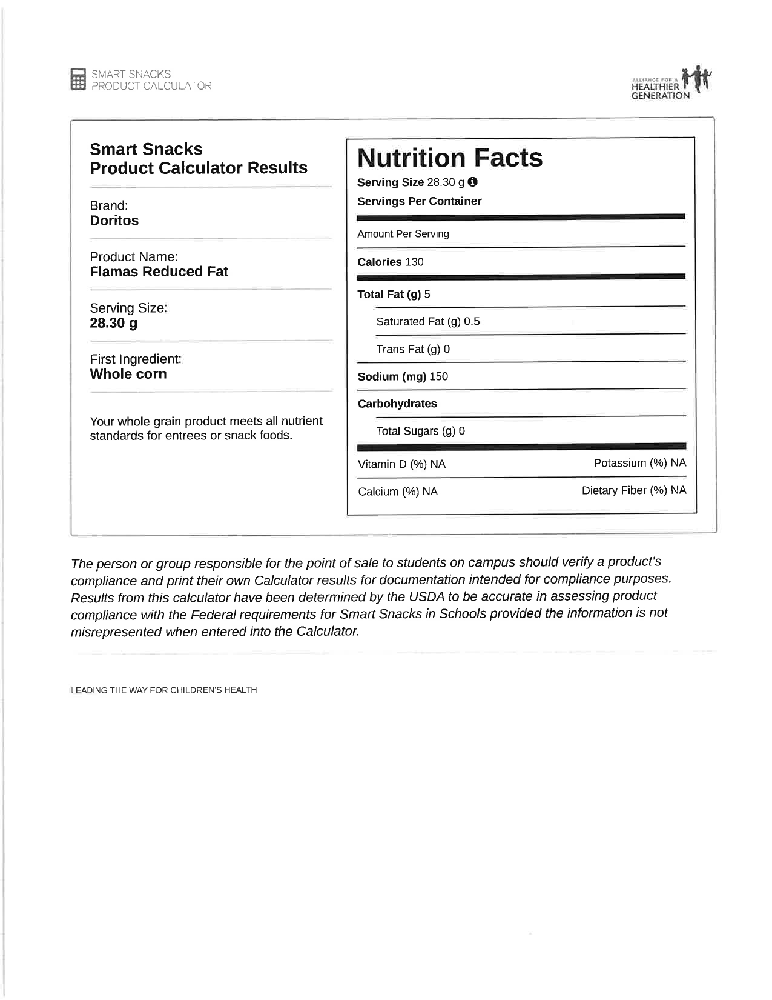 SMART SNACKS
PRODUCT CALCULATOR
ALLIANCE FOR A
HEALTHIER
GENERATION
Smart Snacks
Product Calculator Results
Brand:
Doritos
Product Name:
Flamas Reduced Fat
Serving Size:
28.30 g
First Ingredient:
Whole corn
Your whole grain product meets all nutrient
standards for entrees or snack foods.
Nutrition Facts
Serving Size 28.30 g
Servings Per Container
Amount Per Serving
Calories 130
Total Fat (g) 5
Saturated Fat (g) 0.5
Trans Fat (g) 0
Sodium (mg) 150
Carbohydrates
Total Sugars (g) 0
Vitamin D (%) NA Potassium (%) NA
Calcium (%) NA Dietary Fiber (%) NA
The person or group responsible for the point of sale to students on campus should verify a product's
compliance and print their own Calculator results for documentation intended for compliance purposes.
Results from this calculator have been determined by the USDA to be accurate in assessing product
compliance with the Federal requirements for Smart Snacks in Schools provided the information is not
misrepresented when entered into the Calculator.
LEADING THE WAY FOR CHILDREN'S HEALTH